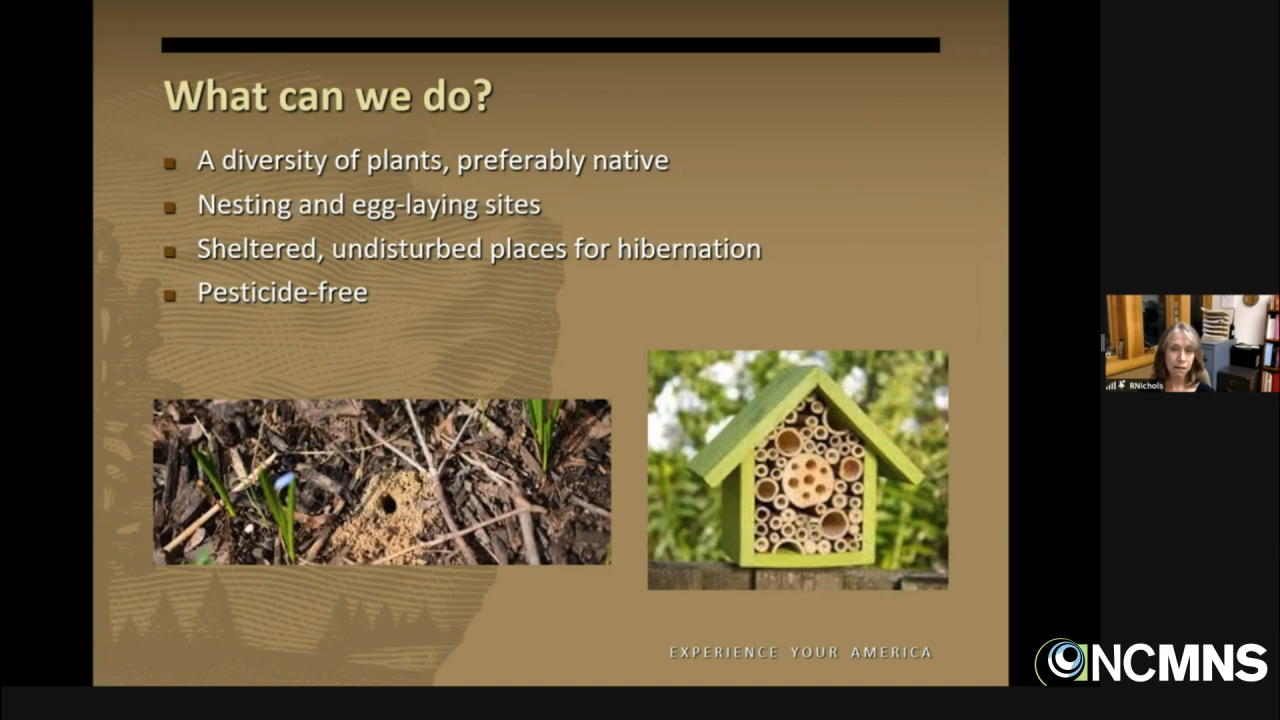 What can we do?
A diversity of plants, preferably native
Nesting and egg-laying sites
Sheltered, undisturbed places for hibernation
Pesticide-free
EXPERIENCE YOUR AMERICA
RNichols
NCMNS